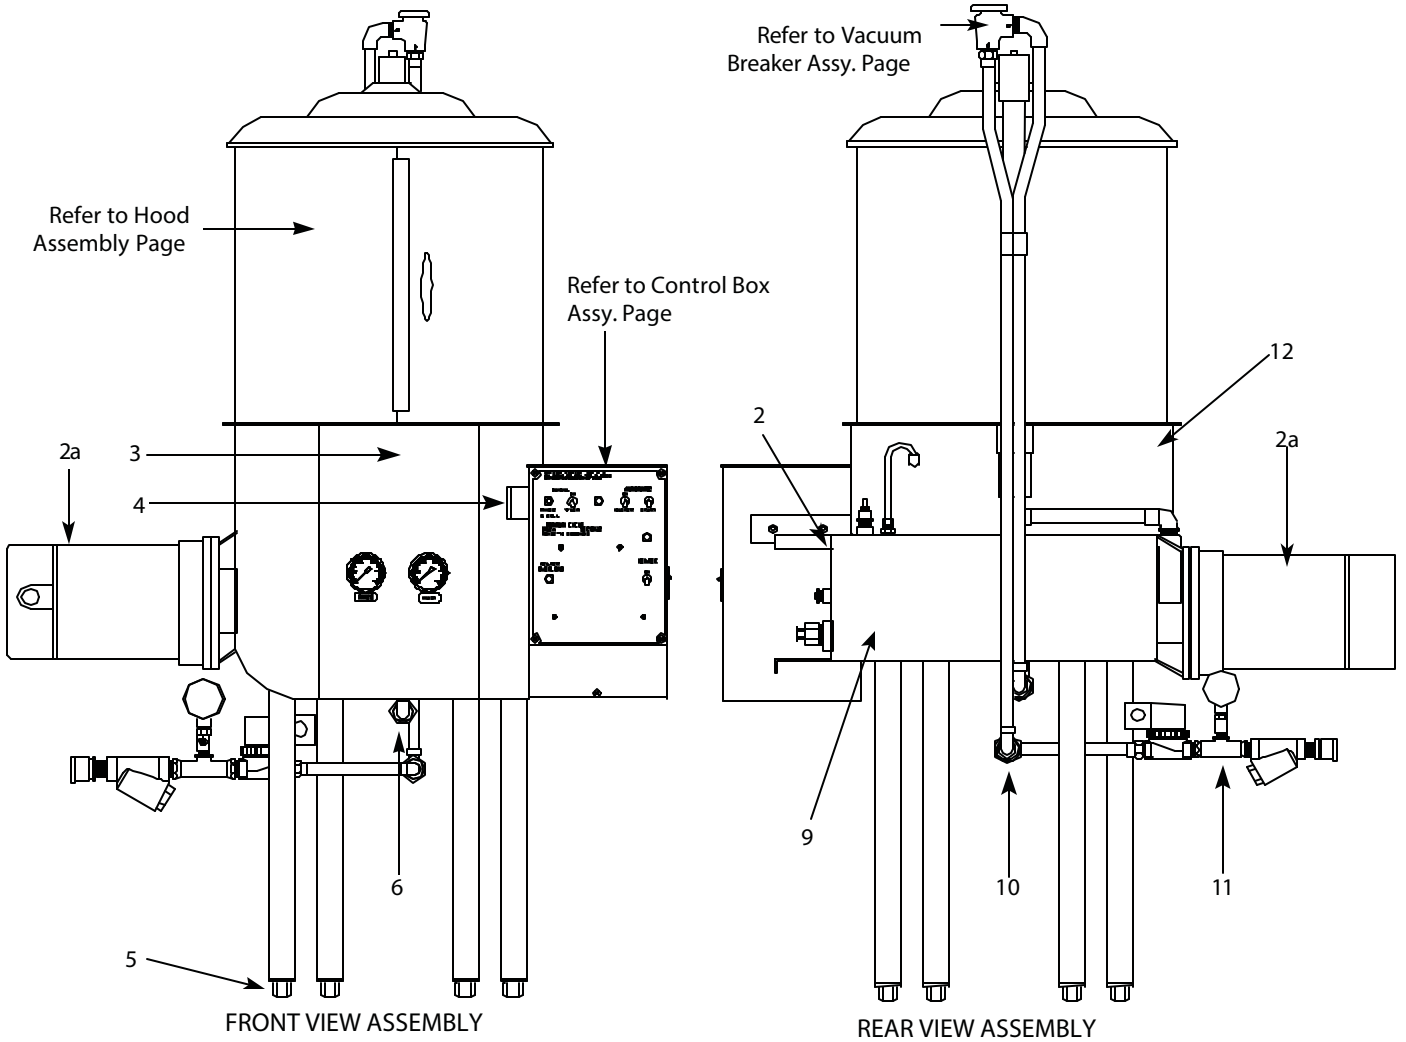 Refer to Vacuum
Breaker Assy. Page
Refer to Hood
Assembly Page
Refer to Control Box
Assy. Page
12
2
2a
3
2a
4
9
6
10
11
5
FRONT VIEW ASSEMBLY
REAR VIEW ASSEMBLY